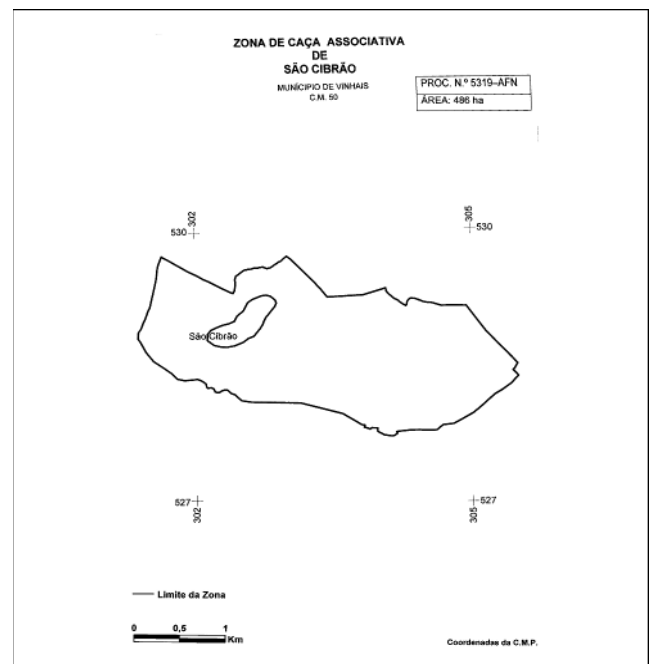 ZONA DE CAÇA ASSOCIATIVA
DE
SÃO CIBRÃO
MUNÍCIPIO DE VINHAIS
C.M. 50
PROC. N.º 5319–AFN
ÁREA: 486 ha
302
530
305
530
São Cibrão
527
302
527
305
Limite da Zona
0 0,5 1
Km
Coordenadas da C.M.P.